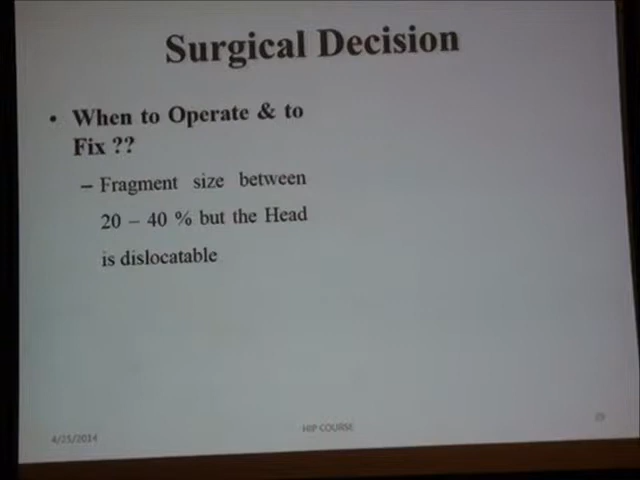 Surgical Decision
• When to Operate & to
Fix ??
– Fragment size between
20 – 40 % but the Head
is dislocatable
4/25/2014
HIP COURSE